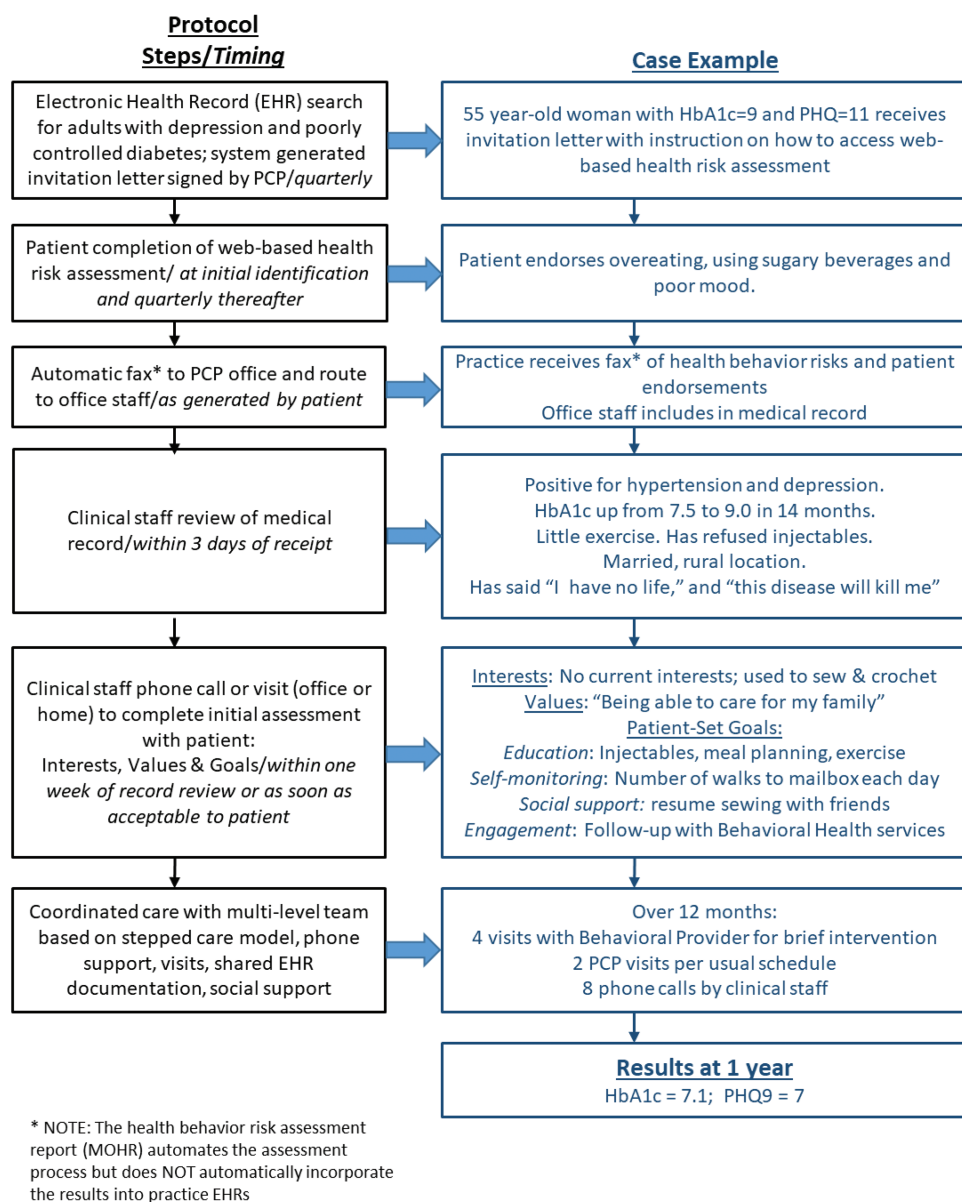 Protocol
Steps/Timing
Case Example
Electronic Health Record (EHR) search
for adults with depression and poorly
controlled diabetes; system generated
invitation letter signed by PCP/quarterly
55 year-old woman with HbA1c=9 and PHQ=11 receives
invitation letter with instruction on how to access web-
based health risk assessment
Patient completion of web-based health
risk assessment/ at initial identification
and quarterly thereafter
Patient endorses overeating, using sugary beverages and
poor mood.
Automatic fax* to PCP office and route
to office staff/as generated by patient
Practice receives fax* of health behavior risks and patient
endorsements
Office staff includes in medical record
Clinical staff review of medical
record/within 3 days of receipt
Positive for hypertension and depression.
HbA1c up from 7.5 to 9.0 in 14 months.
Little exercise. Has refused injectables.
Married, rural location.
Has said “I have no life,” and “this disease will kill me”
Clinical staff phone call or visit (office or
home) to complete initial assessment
with patient:
Interests, Values & Goals/within one
week of record review or as soon as
acceptable to patient
Interests: No current interests; used to sew & crochet
Values: “Being able to care for my family”
Patient-Set Goals:
Education: Injectables, meal planning, exercise
Self-monitoring: Number of walks to mailbox each day
Social support: resume sewing with friends
Engagement: Follow-up with Behavioral Health services
Coordinated care with multi-level team
based on stepped care model, phone
support, visits, shared EHR
documentation, social support
Over 12 months:
4 visits with Behavioral Provider for brief intervention
2 PCP visits per usual schedule
8 phone calls by clinical staff
Results at 1 year
HbA1c = 7.1; PHQ9 = 7
* NOTE: The health behavior risk assessment
report (MOHR) automates the assessment
process but does NOT automatically incorporate
the results into practice EHRs